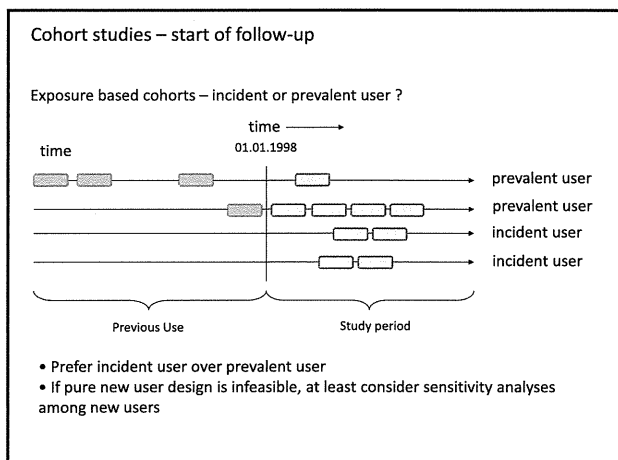 Cohort studies – start of follow-up
Exposure based cohorts – incident or prevalent user ?
time
time
01.01.1998
prevalent user
prevalent user
incident user
incident user
Previous Use
Study period
• Prefer incident user over prevalent user
• If pure new user design is infeasible, at least consider sensitivity analyses
among new users